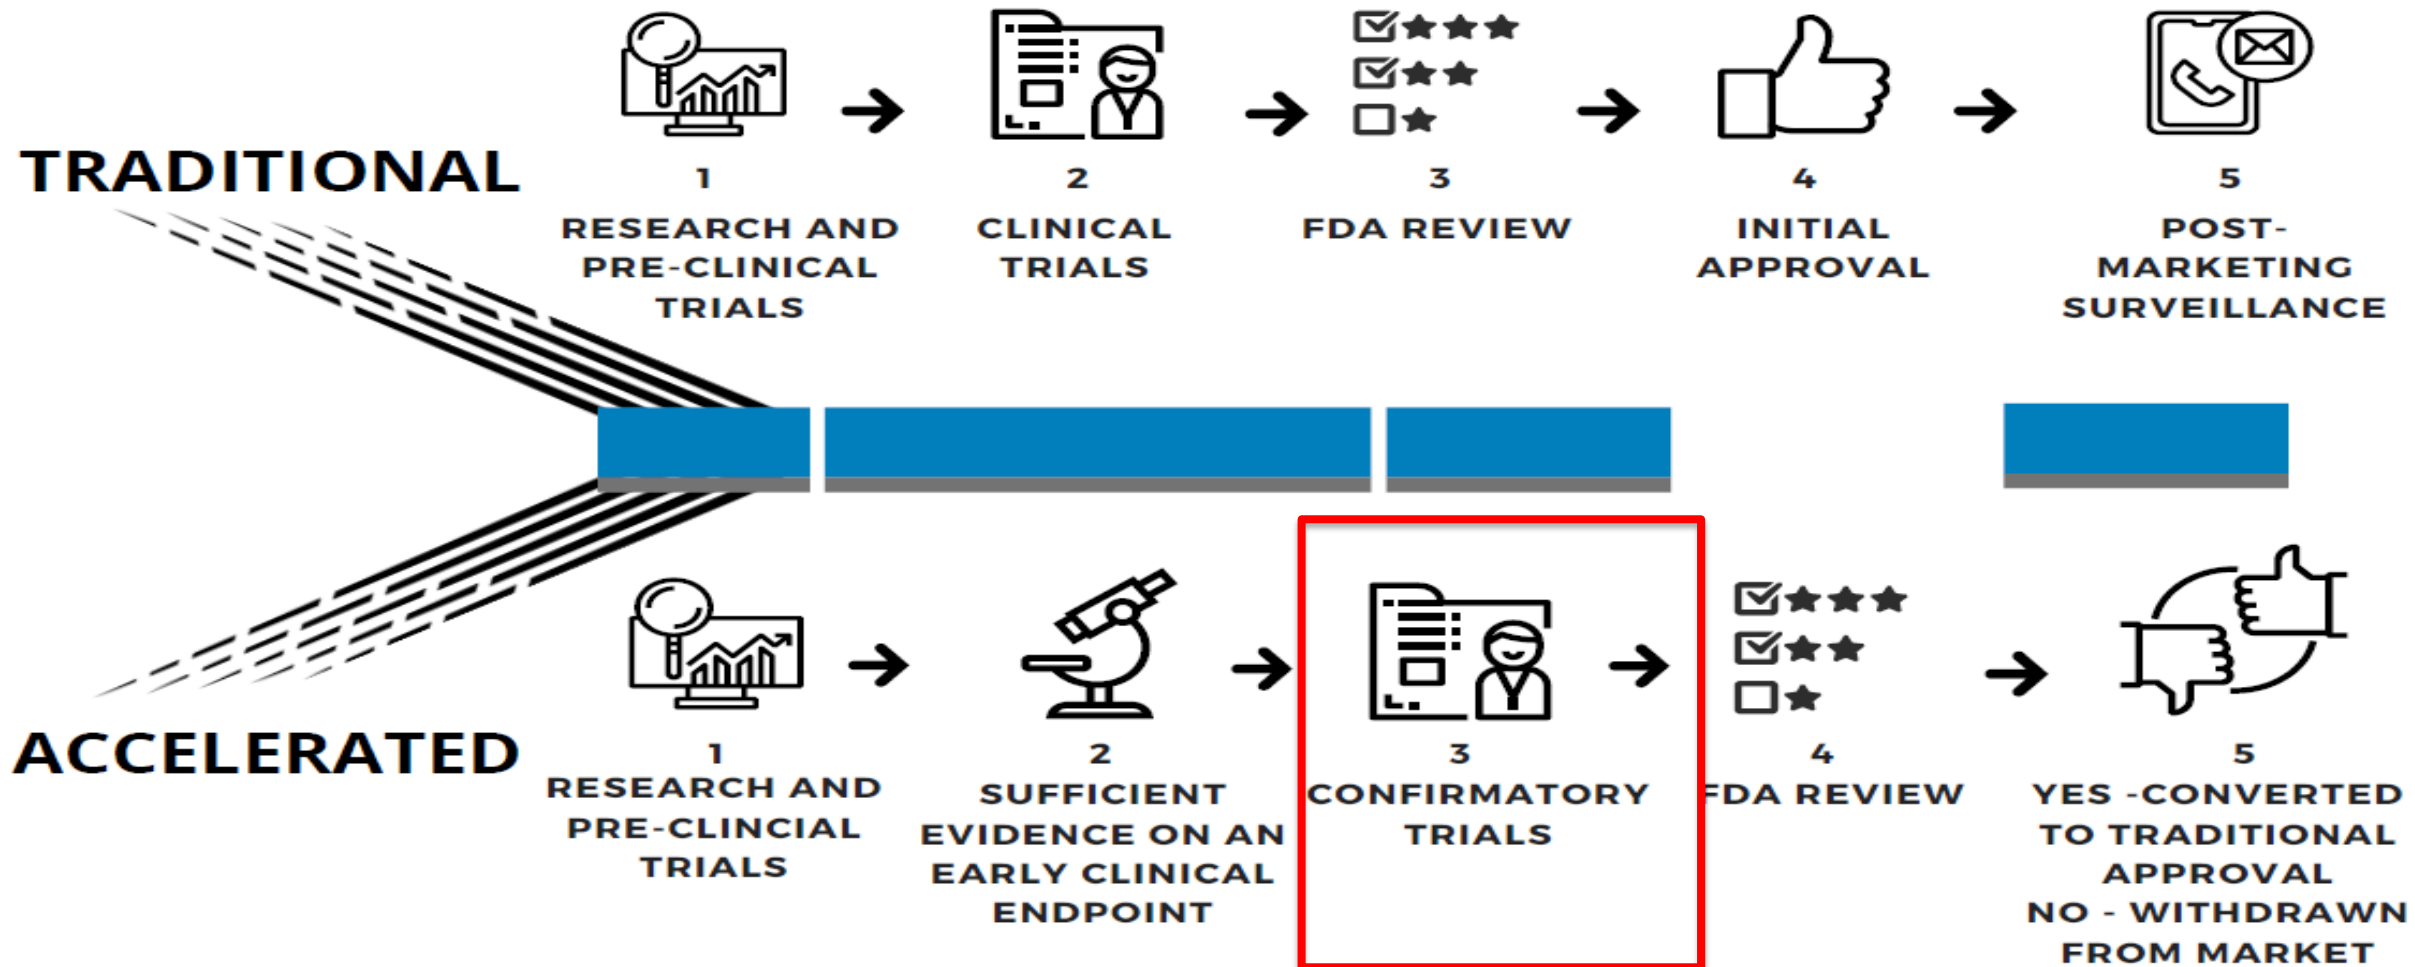 TRADITIONAL
1
RESEARCH AND
PRE-CLINICAL
TRIALS
2
CLINICAL
TRIALS
3
FDA REVIEW
4
INITIAL
APPROVAL
5
POST-
MARKETING
SURVEILLANCE
ACCELERATED
1
RESEARCH AND
PRE-CLINCIAL
TRIALS
2
SUFFICIENT
EVIDENCE ON AN
EARLY CLINICAL
ENDPOINT
3
CONFIRMATORY
TRIALS
4
FDA REVIEW
5
YES -CONVERTED
TO TRADITIONAL
APPROVAL
NO - WITHDRAWN
FROM MARKET